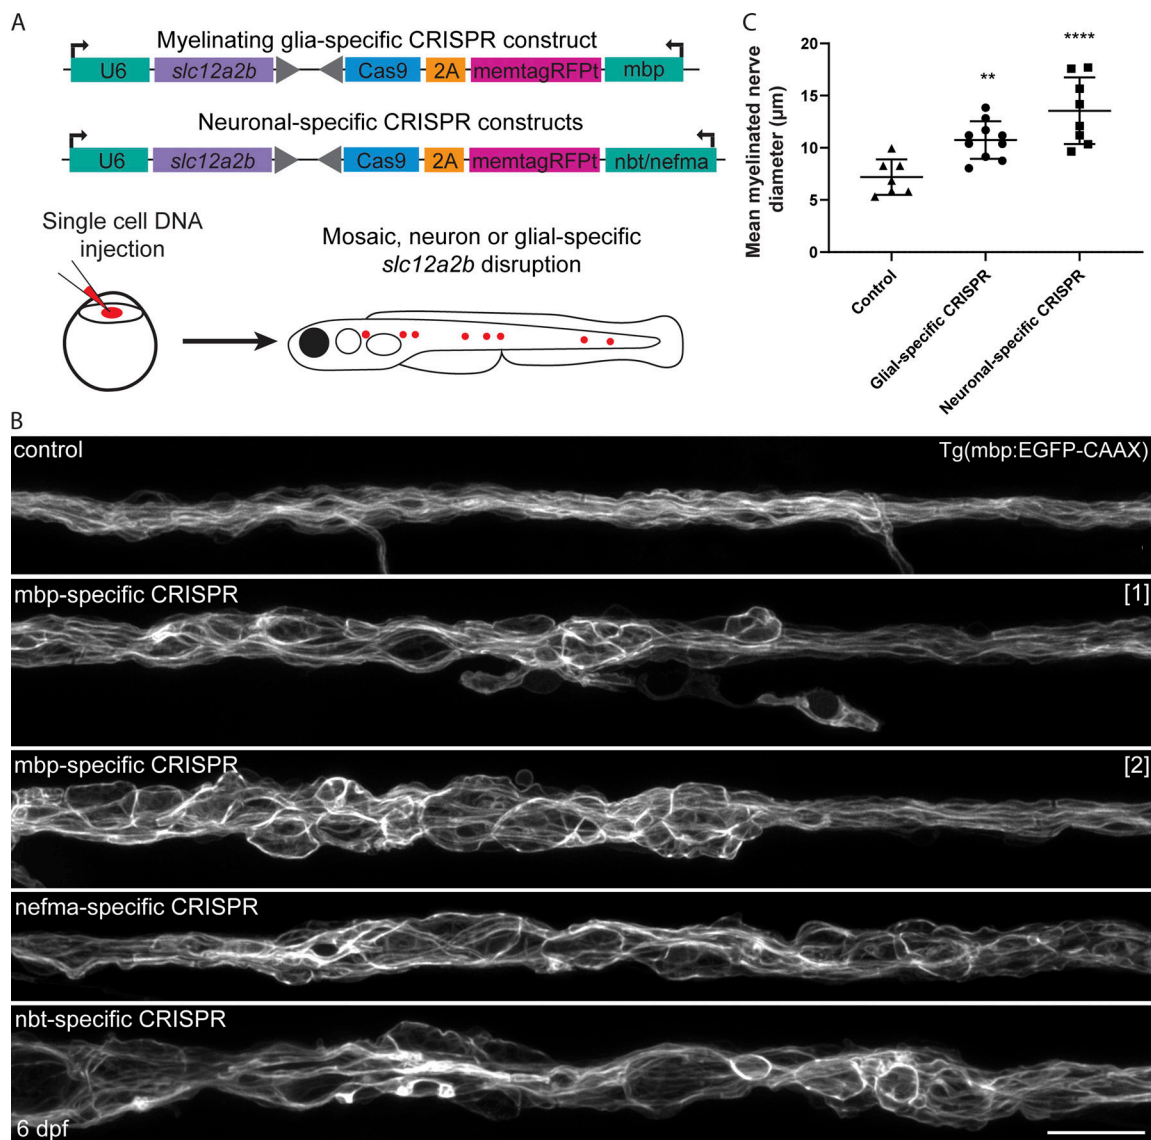 A
Myelinating glia-specific CRISPR construct
U6 slc12a2b Cas9 2A memtagRFPt mbp
Neuronal-specific CRISPR constructs
U6 slc12a2b Cas9 2A memtagRFPt nbt/nefma
Single cell DNA
injection
Mosaic, neuron or glial-specific
slc12a2b disruption
C
Mean myelinated nerve
diameter (µm)
20
15
10
5
0
**
****
Control
Glial-specific CRISPR
Neuronal-specific CRISPR
B
control Tg(mbp:EGFP-CAAX)
mbp-specific CRISPR [1]
mbp-specific CRISPR [2]
nefma-specific CRISPR
nbt-specific CRISPR
6 dpf